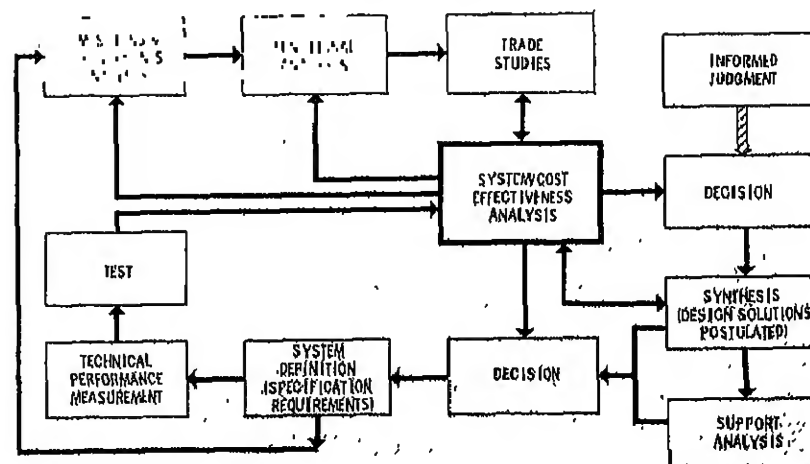 TRADE
STUDIES
INFORMED
JUDGMENT
SYSTEM/COST
EFFECTIVENESS
ANALYSIS
DECISION
TEST
SYNTHESIS
(DESIGN SOLUTIONS
POSTULATED)
TECHNICAL
PERFORMANCE
MEASUREMENT
SYSTEM
DEFINITION
(SPECIFICATION
REQUIREMENTS)
DECISION
SUPPORT
ANALYSIS